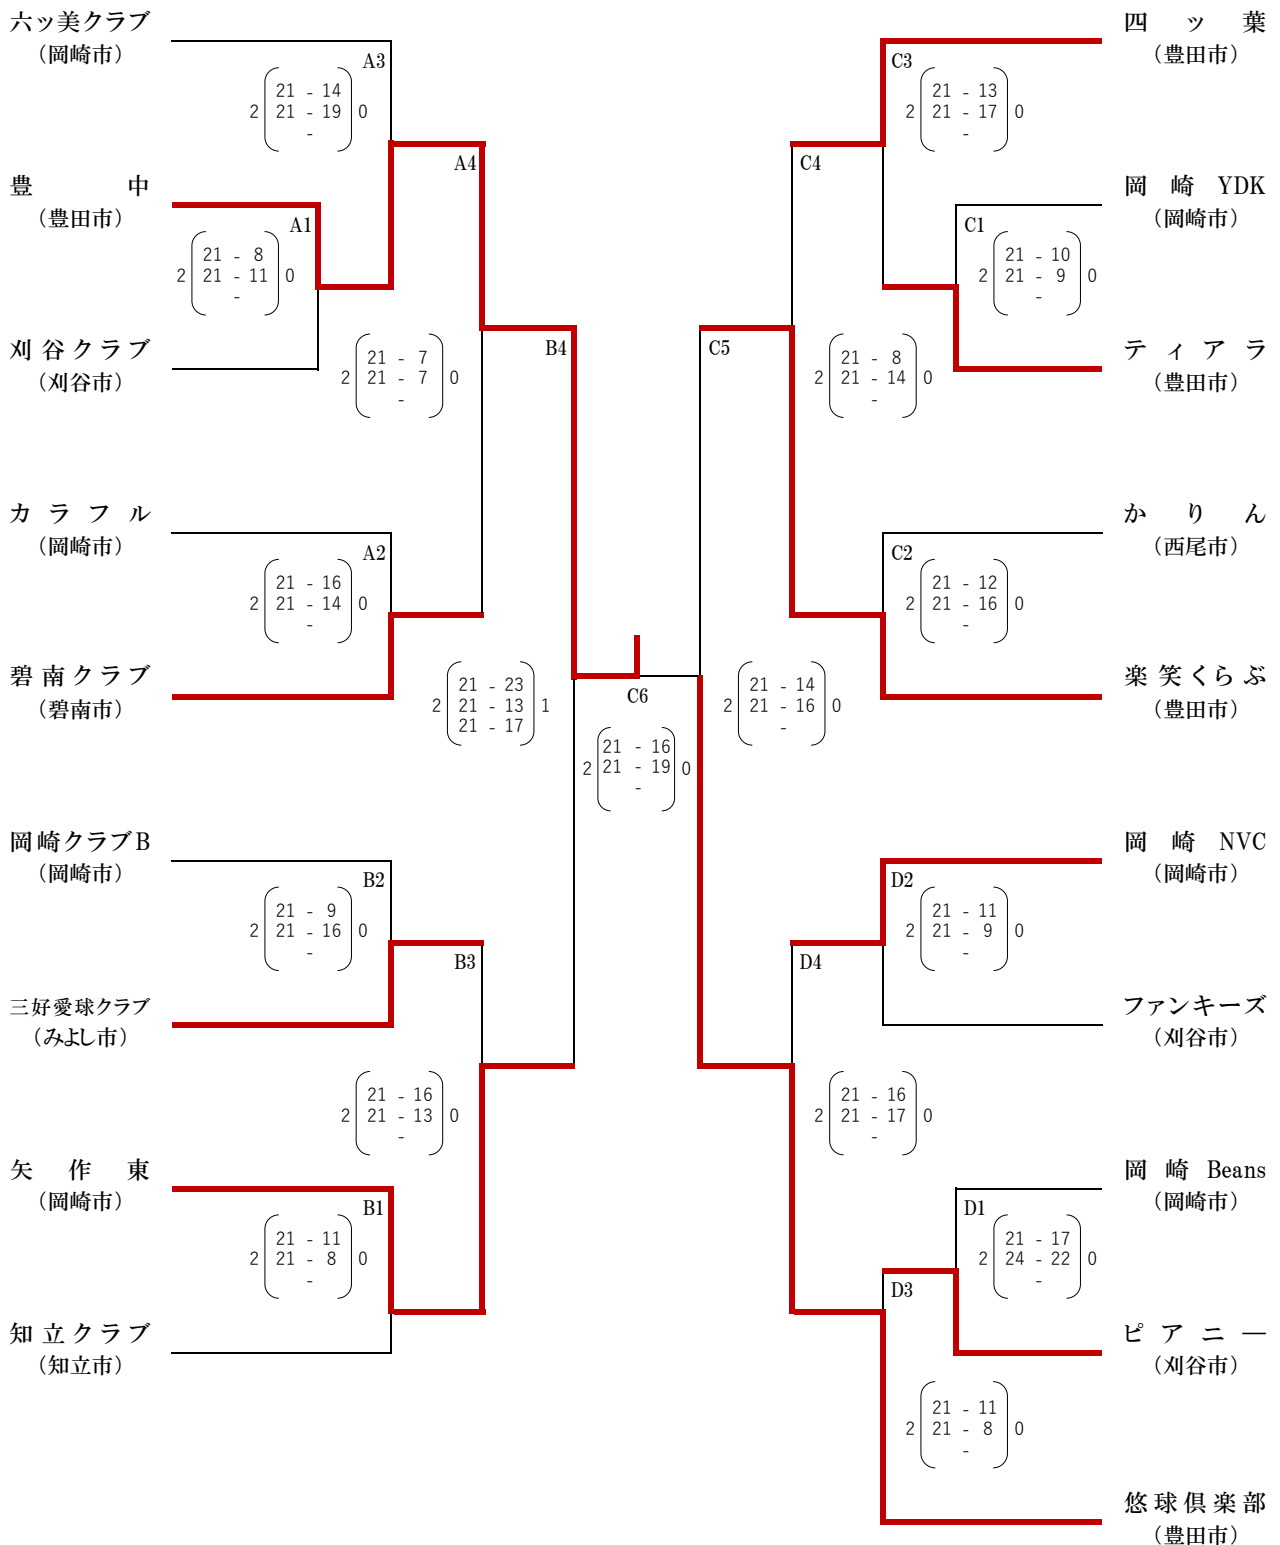 六ッ美クラブ
（岡崎市）
A3
21 - 14
2 21 - 19 0
-
豊中
（豊田市）
A1
21 - 8
2 21 - 11 0
-
刈谷クラブ
（刈谷市）
A4
21 - 7
2 21 - 7 0
-
カラフル
（岡崎市）
A2
21 - 16
2 21 - 14 0
-
碧南クラブ
（碧南市）
B4
21 - 23
2 21 - 13 1
21 - 17
岡崎クラブB
（岡崎市）
B2
21 - 9
2 21 - 16 0
-
三好愛球クラブ
（みよし市）
B3
21 - 16
2 21 - 13 0
-
矢作東
（岡崎市）
B1
21 - 11
2 21 - 8 0
-
知立クラブ
（知立市）
C6
21 - 16
2 21 - 19 0
-
四ッ葉
（豊田市）
C3
21 - 13
2 21 - 17 0
-
岡崎 YDK
（岡崎市）
C1
21 - 10
2 21 - 9 0
-
ティアラ
（豊田市）
C4
21 - 8
2 21 - 14 0
-
かりん
（西尾市）
C2
21 - 12
2 21 - 16 0
-
楽笑くらぶ
（豊田市）
C5
21 - 14
2 21 - 16 0
-
岡崎 NVC
（岡崎市）
D2
21 - 11
2 21 - 9 0
-
ファンキーズ
（刈谷市）
D4
21 - 16
2 21 - 17 0
-
岡崎 Beans
（岡崎市）
D1
21 - 17
2 24 - 22 0
-
ピアニー
（刈谷市）
D3
21 - 11
2 21 - 8 0
-
悠球倶楽部
（豊田市）